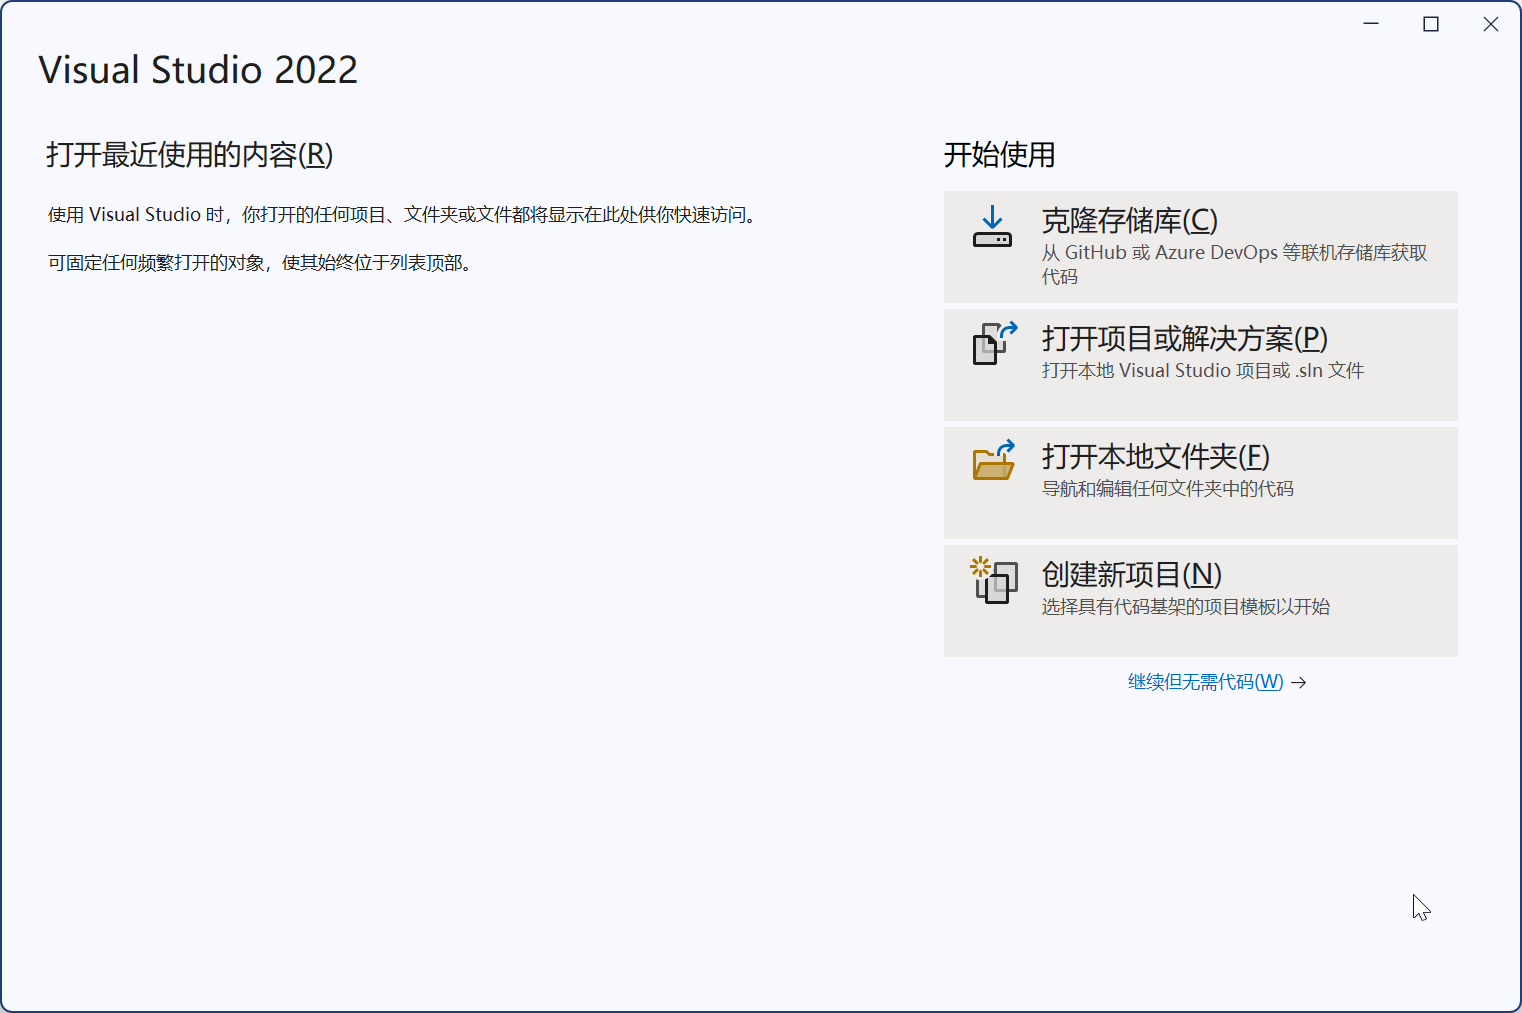 Visual Studio 2022
打开最近使用的内容(R)
使用 Visual Studio 时，你打开的任何项目、文件夹或文件都将显示在此处供你快速访问。
可固定任何频繁打开的对象，使其始终位于列表顶部。
开始使用
克隆存储库(C)
从 GitHub 或 Azure DevOps 等联机存储库获取
代码
打开项目或解决方案(P)
打开本地 Visual Studio 项目或 .sln 文件
打开本地文件夹(F)
导航和编辑任何文件夹中的代码
创建新项目(N)
选择具有代码基架的项目模板以开始
继续但无需代码(W) →